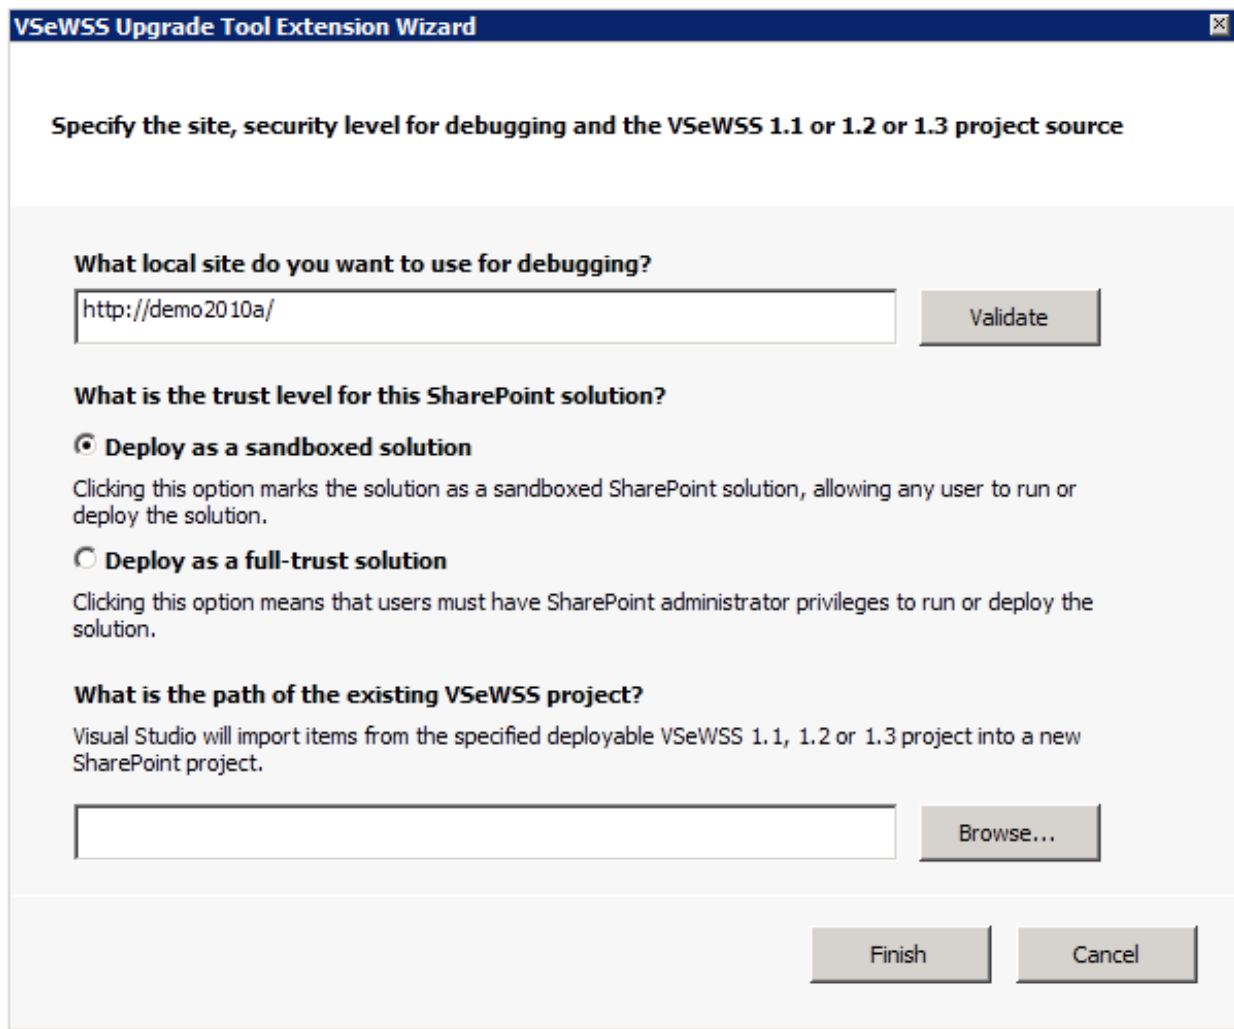 VSeWSS Upgrade Tool Extension Wizard
Specify the site, security level for debugging and the VSeWSS 1.1 or 1.2 or 1.3 project source
What local site do you want to use for debugging?
http://demo2010a/
Validate
What is the trust level for this SharePoint solution?
Deploy as a sandboxed solution
Clicking this option marks the solution as a sandboxed SharePoint solution, allowing any user to run or
deploy the solution.
Deploy as a full-trust solution
Clicking this option means that users must have SharePoint administrator privileges to run or deploy the
solution.
What is the path of the existing VSeWSS project?
Visual Studio will import items from the specified deployable VSeWSS 1.1, 1.2 or 1.3 project into a new
SharePoint project.
Browse...
Finish
Cancel